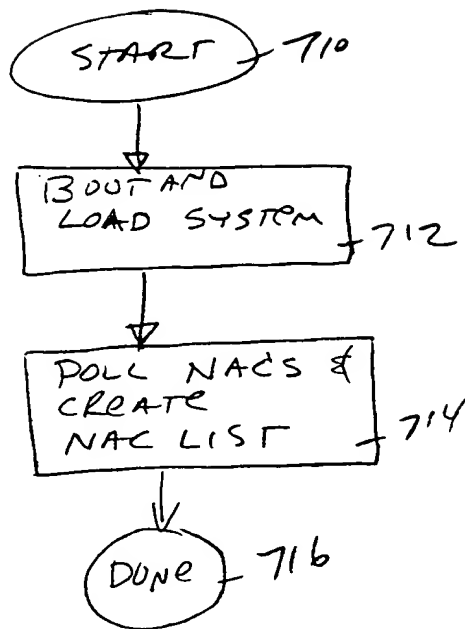 START 710
BOOT AND
LOAD SYSTEM
712
POLL NACS &
CREATE
NAC LIST
714
DONE 716